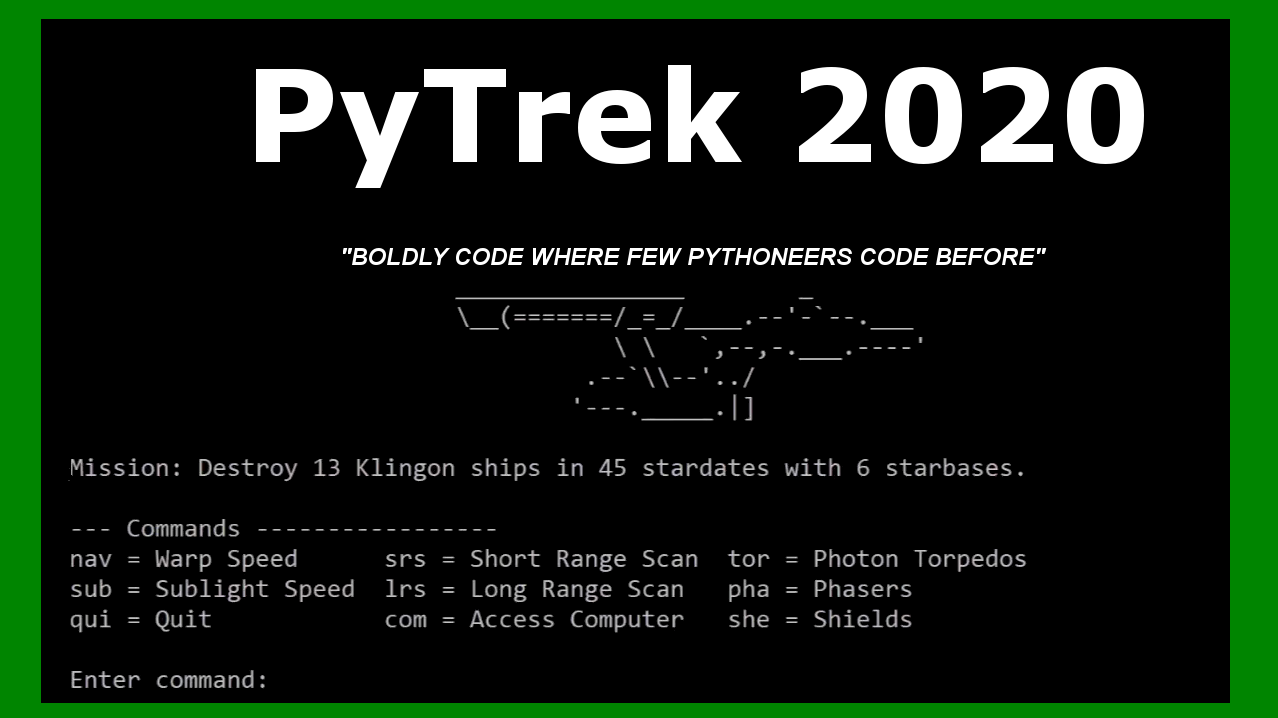 PyTrek 2020
"BOLDLY CODE WHERE FEW PYTHONEERS CODE BEFORE"
Mission: Destroy 13 Klingon ships in 45 stardates with 6 starbases.
--- Commands -----------------
nav = Warp Speed      srs = Short Range Scan  tor = Photon Torpedos
sub = Sublight Speed  lrs = Long Range Scan   pha = Phasers
qui = Quit            com = Access Computer   she = Shields
Enter command: